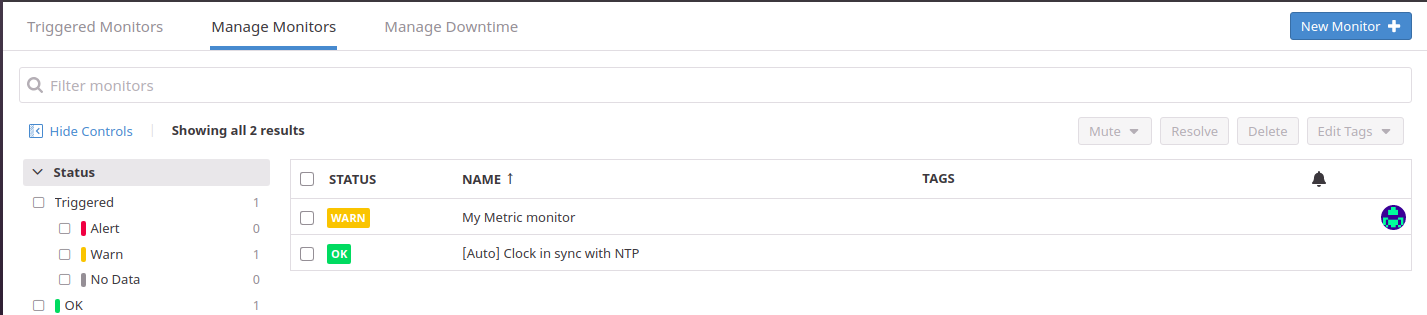 Triggered Monitors Manage Monitors Manage Downtime New Monitor
Filter monitors
Hide Controls Showing all 2 results Mute Resolve Delete Edit Tags
Status
Triggered 1
Alert 0
Warn 1
No Data 0
OK 1
STATUS NAME ↑ TAGS
WARN My Metric monitor
OK [Auto] Clock in sync with NTP